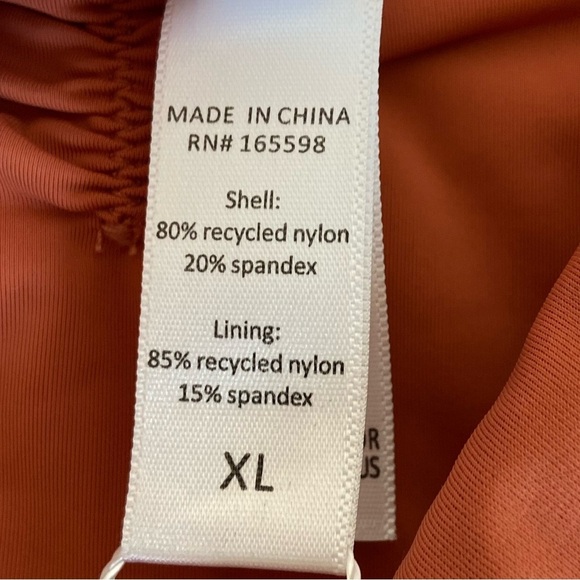 MADE IN CHINA
RN# 165598
Shell:
80% recycled nylon
20% spandex
Lining:
85% recycled nylon
15% spandex
XL